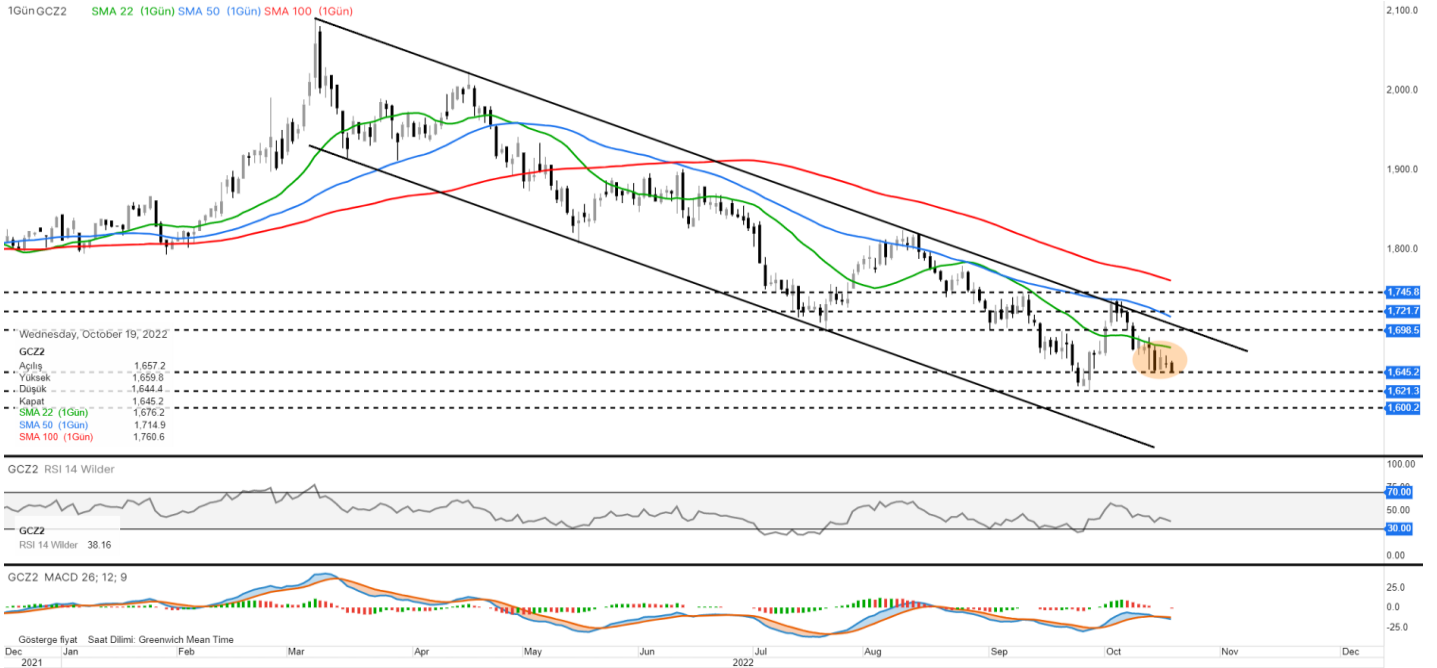 1Gün GCZ2 SMA 22 (1Gün) SMA 50 (1Gün) SMA 100 (1Gün)
2,100.0
2,000.0
1,900.0
1,800.0
1,745.8
1,721.7
1,698.5
1,645.2
1,621.3
1,600.2
Wednesday, October 19, 2022
GCZ2
Açılış 1,657.2
Yüksek 1,659.8
Düşük 1,644.4
Kapat 1,645.2
SMA 22 (1Gün) 1,676.2
SMA 50 (1Gün) 1,714.9
SMA 100 (1Gün) 1,760.6
GCZ2 RSI 14 Wilder
100.00
70.00
50.00
30.00
0.00
GCZ2
RSI 14 Wilder 38.16
GCZ2 MACD 26; 12; 9
25.0
0.0
-25.0
Gösterge fiyat Saat Dilimi: Greenwich Mean Time
Dec Jan Feb Mar Apr May Jun Jul Aug Sep Oct Nov Dec
2021 2022